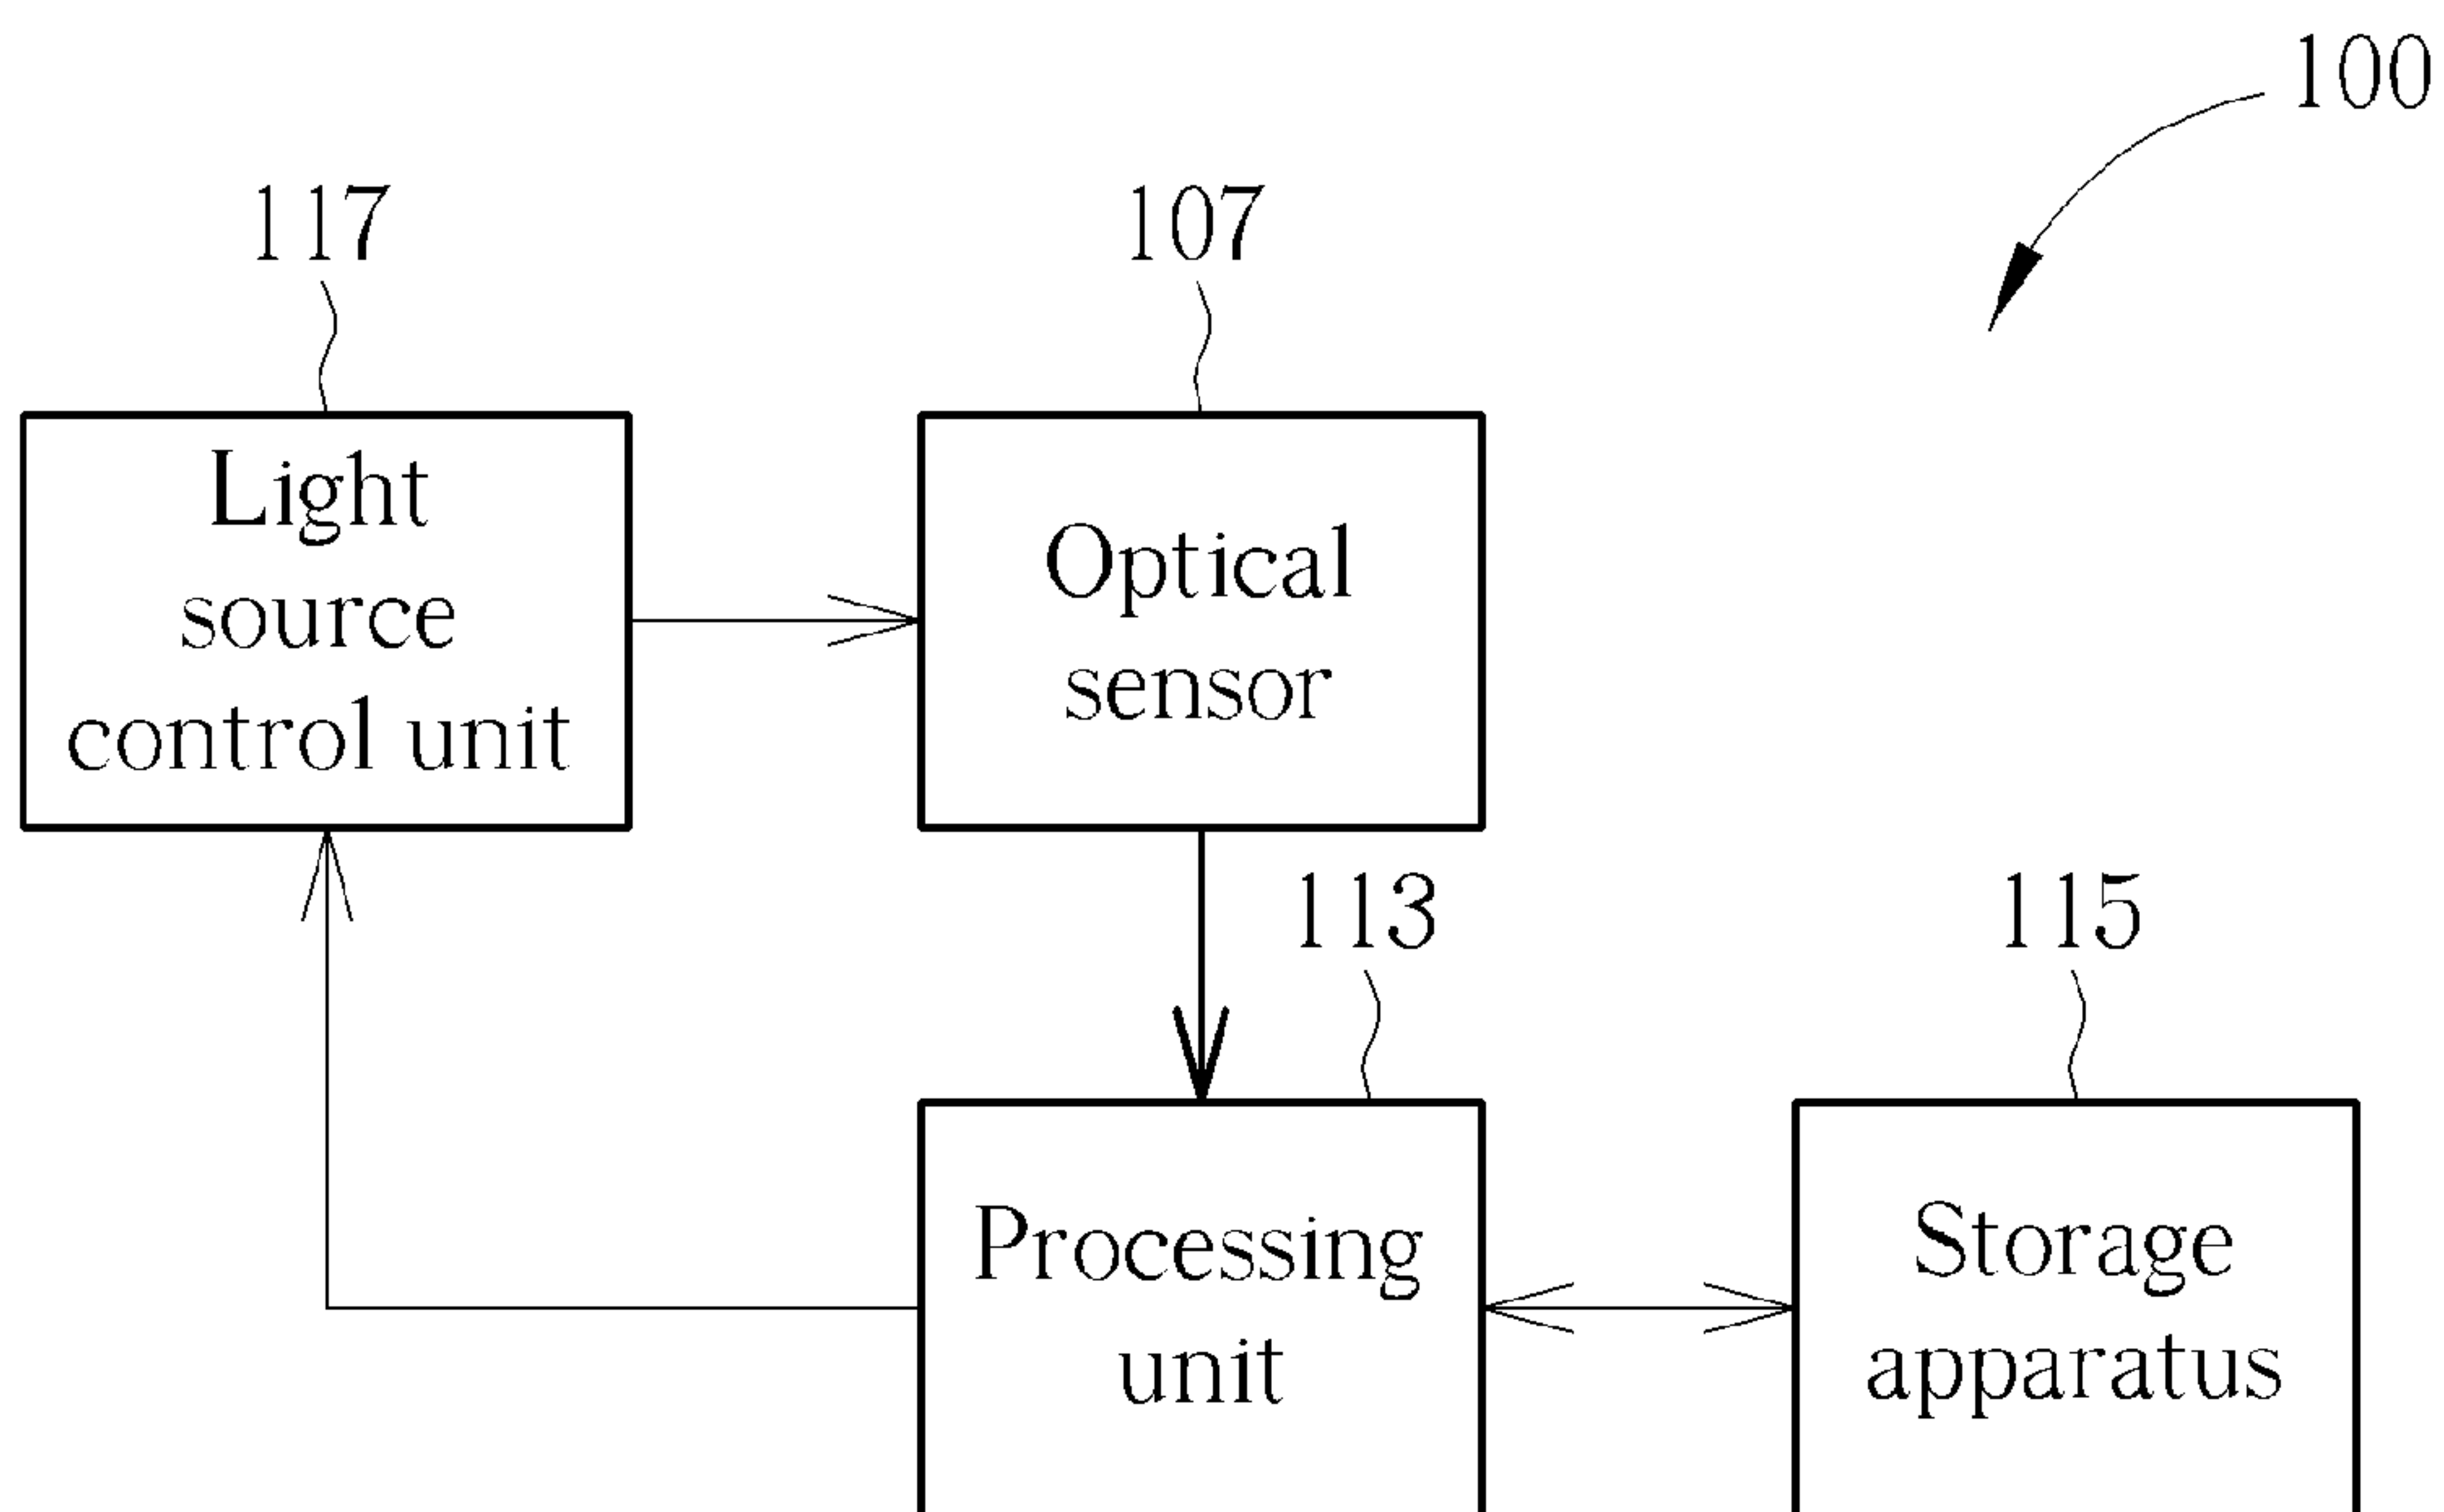 100
117
107
Light
source
control unit
Optical
sensor
113
115
Processing
unit
Storage
apparatus